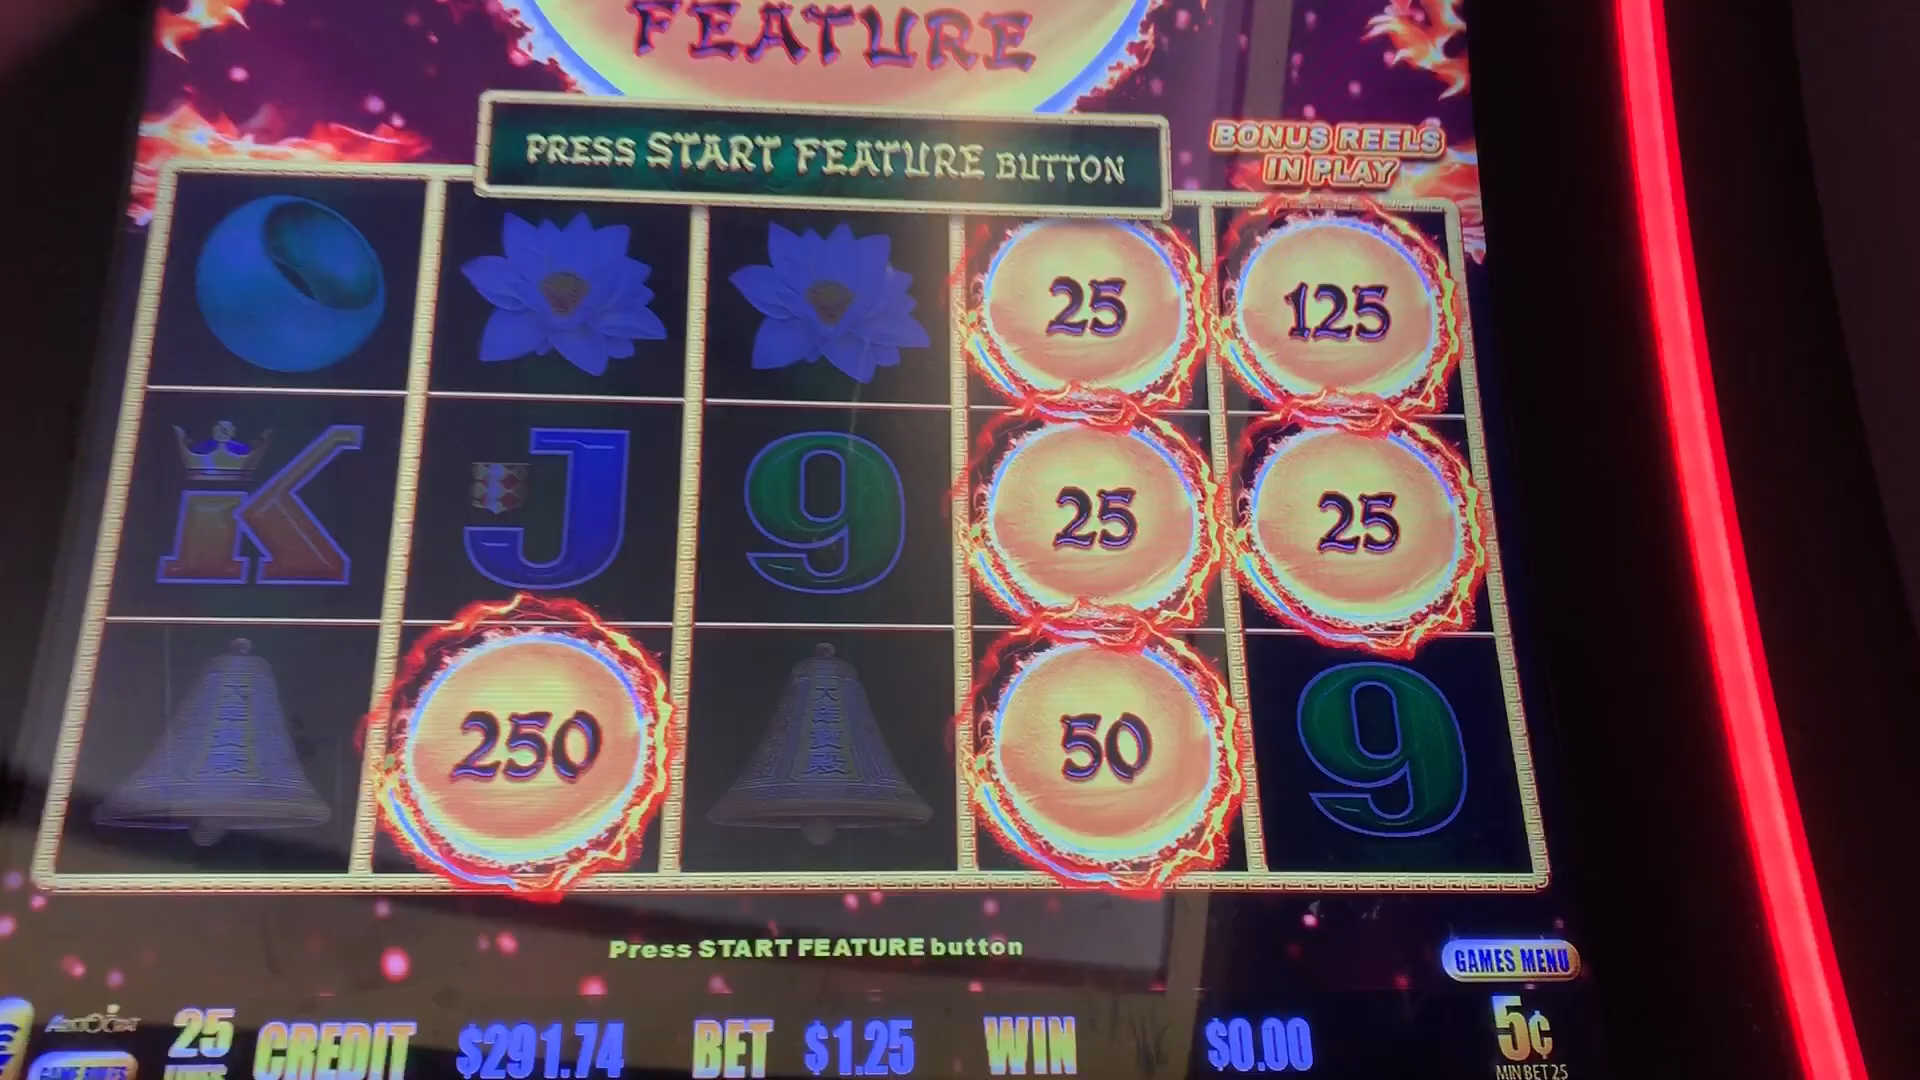 FEATURE
PRESS START FEATURE BUTTON
BONUS REELS
IN PLAY
25
125
K
J
9
25
25
250
50
9
Press START FEATURE button
GAMES MENU
25
CREDIT $291.74
BET $1.25
WIN $0.00
5¢
MIN BET 25